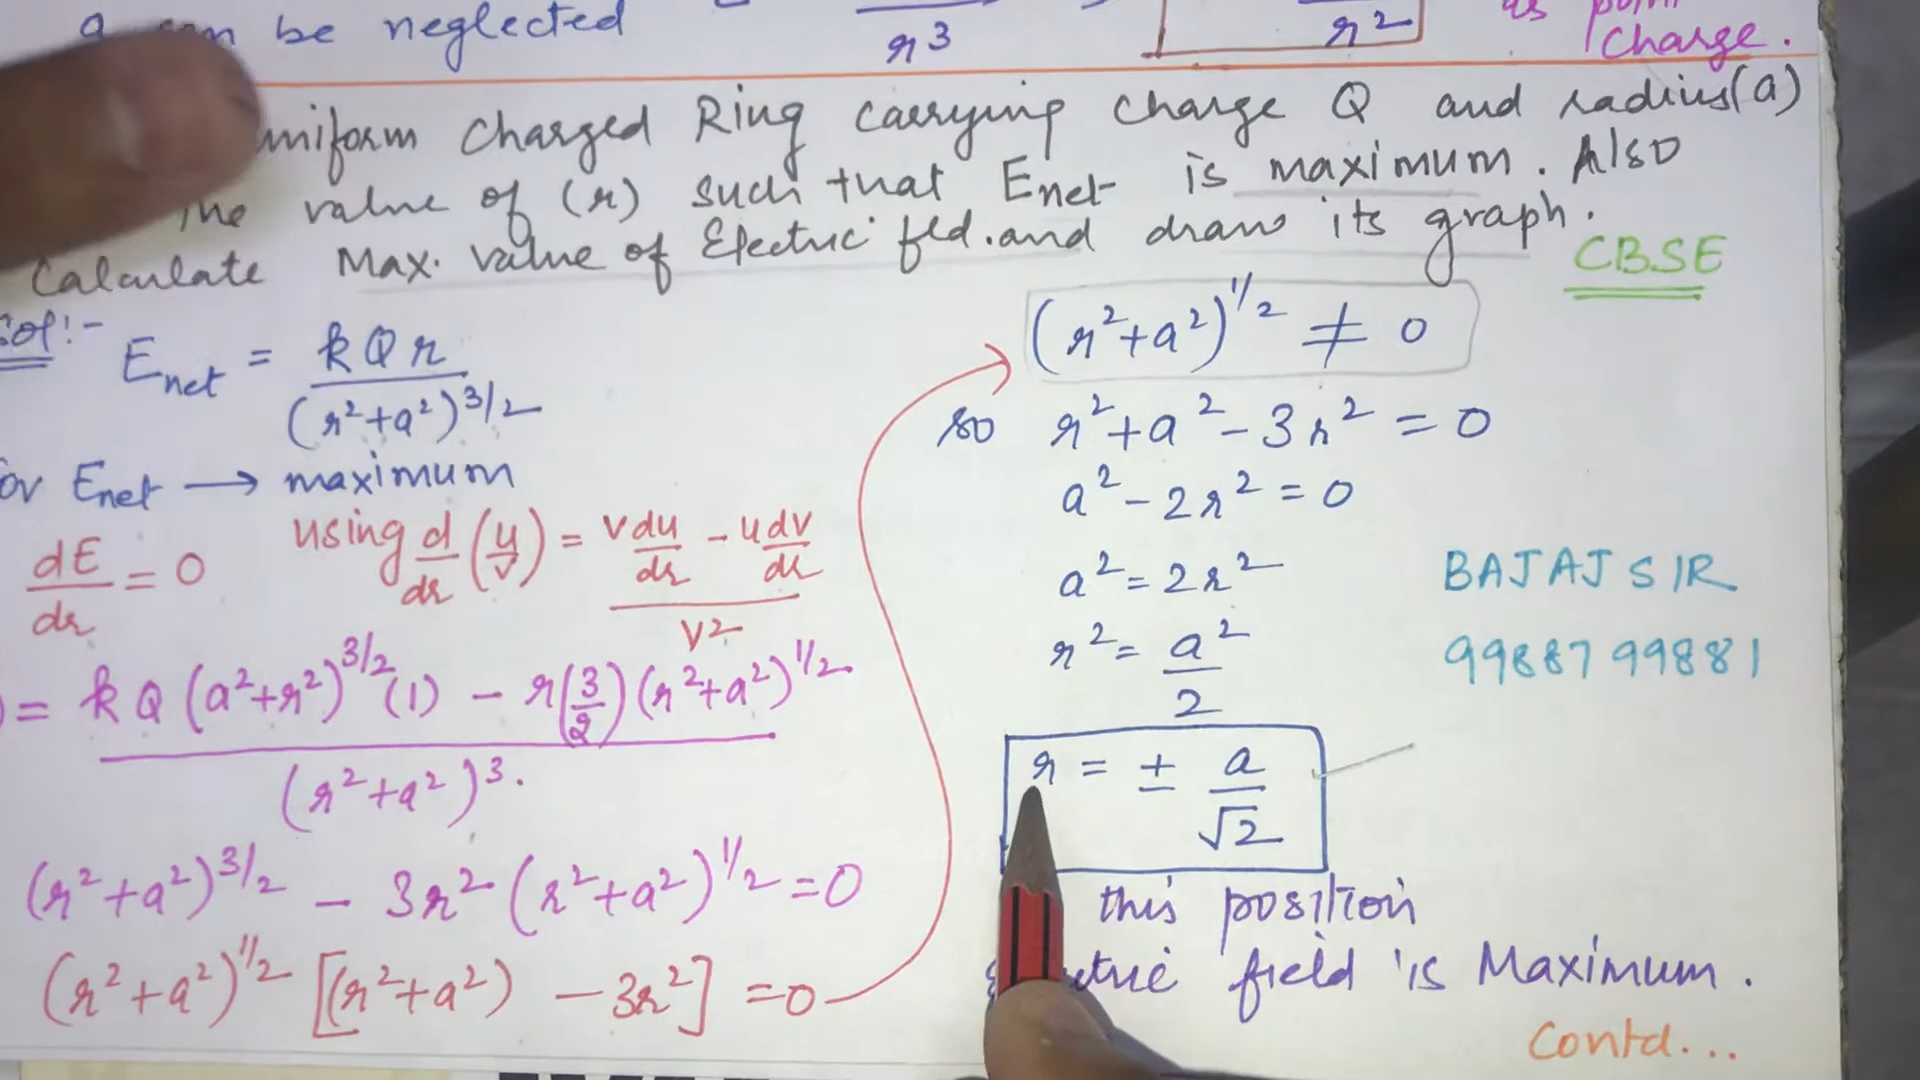 can be neglected
r³
r²
as point
charge.
uniform charged Ring carrying charge Q and radius(a)
The value of (r) such that Enet is maximum. Also
Calculate Max. value of Electric fld. and draw its graph.
CBSE
Sol:- Enet = kQr / (r²+a²)^3/2
For Enet → maximum
dE/dr = 0 using d/dr (u/v) = (v du/dr - u dv/dr) / v²
= kQ (a²+r²)^3/2 (1) - r(3/2)(r²+a²)^1/2 / (r²+a²)³.
(r²+a²)^3/2 - 3r² (r²+a²)^1/2 = 0
(r²+a²)^1/2 [(r²+a²) - 3r²] = 0
(r²+a²)^1/2 ≠ 0
so r²+a²-3r² = 0
a²-2r² = 0
a² = 2r²
r² = a²/2
r = ± a/√2
this position
field is Maximum.
Contd...
BAJAJ SIR
9988799881